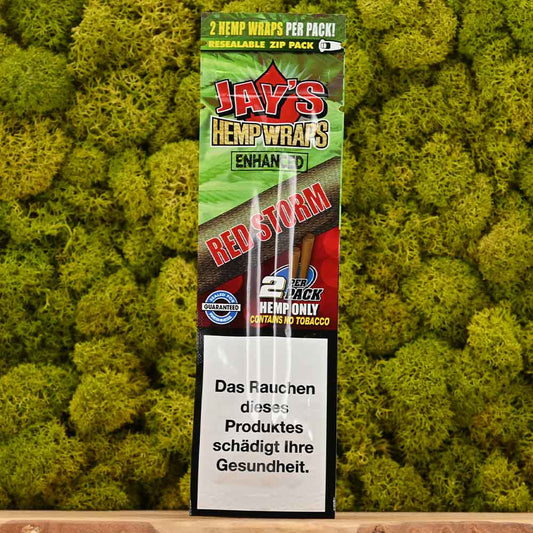 2 HEMP WRAPS PER PACK!
RESEALABLE ZIP PACK
JAY'S
HEMP WRAPS
ENHANCED
RED STORM
2 PER
PACK
GUARANTEED
HEMP ONLY
CONTAINS NO TOBACCO
Das Rauchen
dieses
Produktes
schädigt Ihre
Gesundheit.